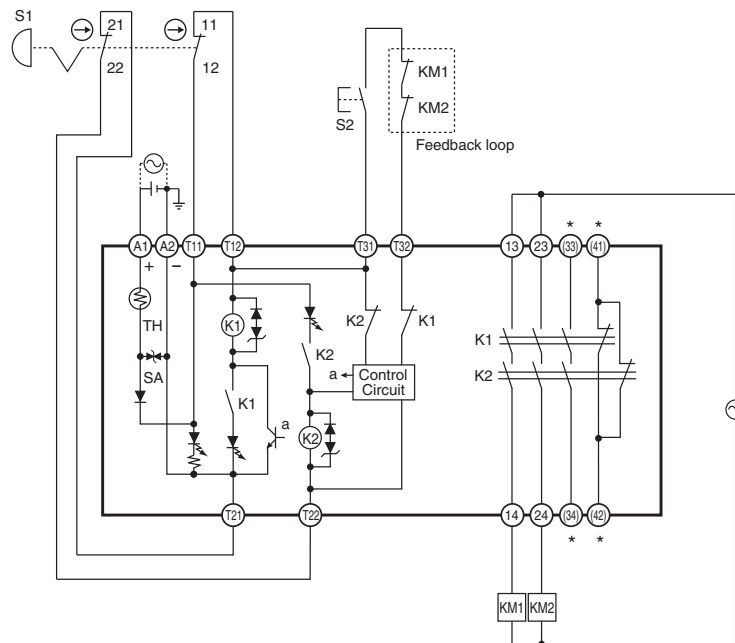 S1
21
11
22
12
KM1
KM2
S2
Feedback loop
A1
A2
T11
T12
T31
T32
13
23
(33)
(41)
*
*
+
−
TH
SA
K1
K1
a
K2
K2
K2
K1
a
Control
Circuit
K1
K2
T21
T22
14
24
(34)
(42)
*
*
KM1
KM2